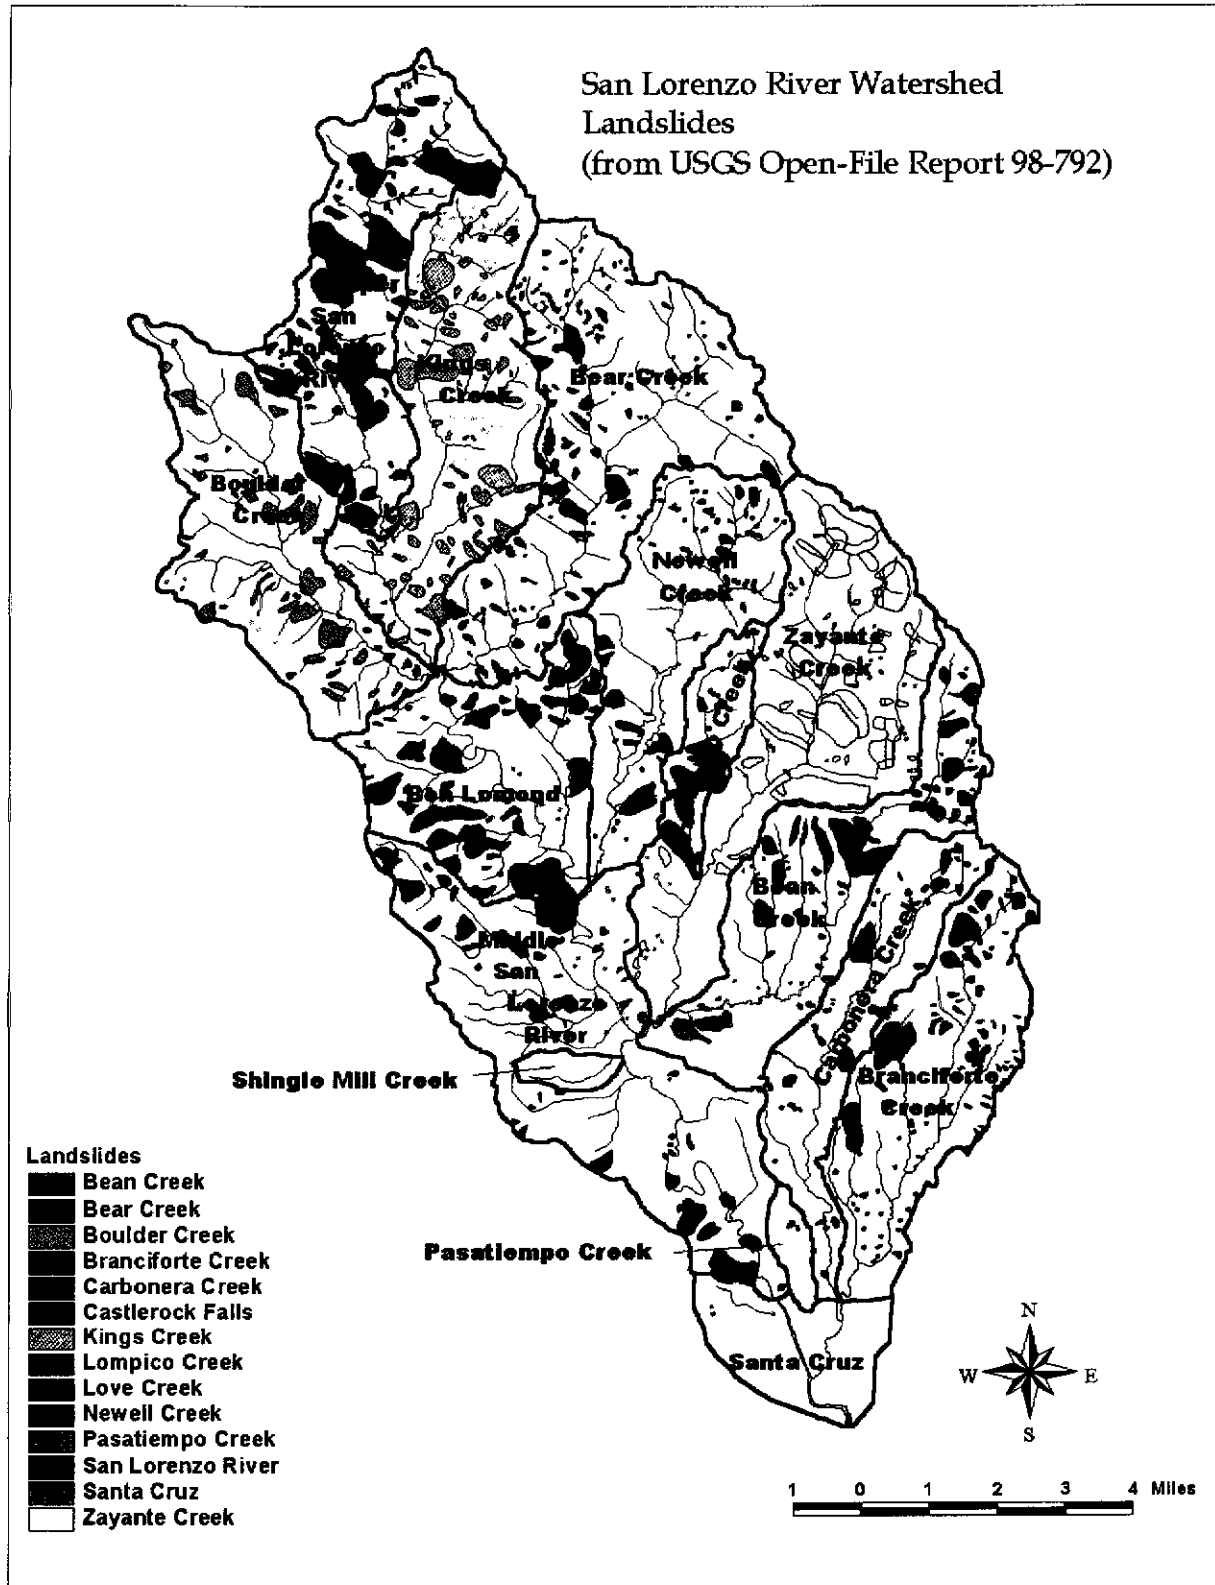 San Lorenzo River Watershed
Landslides
(from USGS Open-File Report 98-792)
San
Kings
Creek
Bear Creek
Boulder
Creek
Newell
Creek
Zayante
Creek
Creek
Ben Lomond
Bean
Creek
Carbonera Creek
Middle
San
Lorenzo
River
Shingle Mill Creek
Branciforte
Creek
Pasatiempo Creek
Santa Cruz
Landslides
Bean Creek
Bear Creek
Boulder Creek
Branciforte Creek
Carbonera Creek
Castlerock Falls
Kings Creek
Lompico Creek
Love Creek
Newell Creek
Pasatiempo Creek
San Lorenzo River
Santa Cruz
Zayante Creek
N
W E
S
1 0 1 2 3 4 Miles